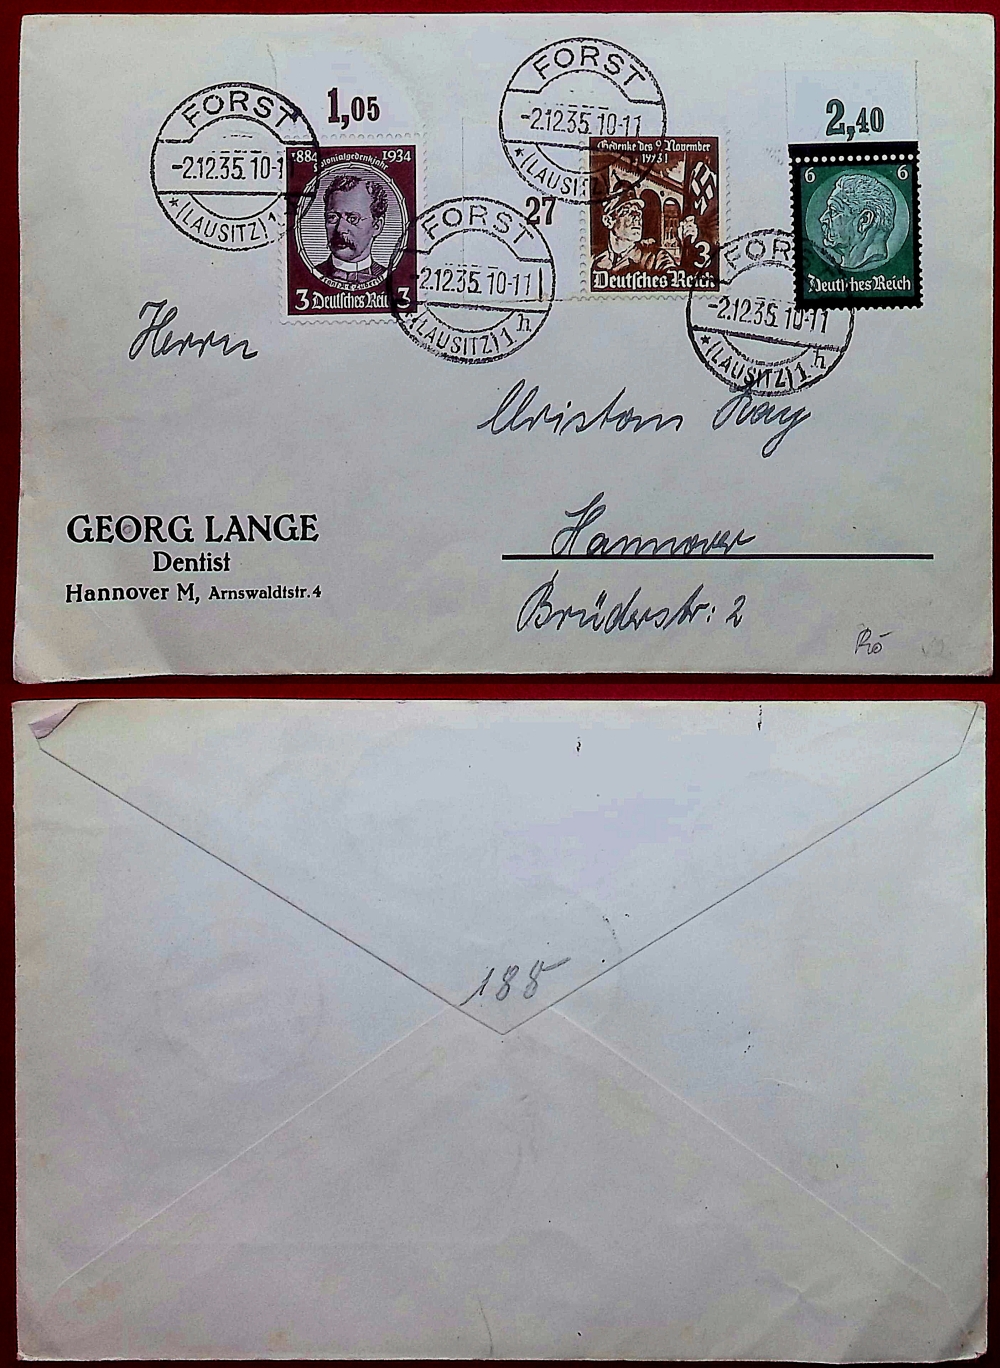 1,05
2,40
27
FORST
-2.12.35. 10-1
★(LAUSITZ) 1.
FORST
-2.12.35. 10-11
★(LAUSITZ)
FORST
2.12.35. 10-11
(LAUSITZ) 1. h
FOR
-2.12.35. 10-11
★(LAUSITZ) 1. h
1884 1934
Kolonialgedenkjahr
3 Deutsches Reich 3
Gedenke des 9. November
1923!
3
Deutsches Reich
6 6
Deutsches Reich
Herrn
Hannover
Brüderstr: 2
GEORG LANGE
Dentist
Hannover M, Arnswaldtstr. 4
188